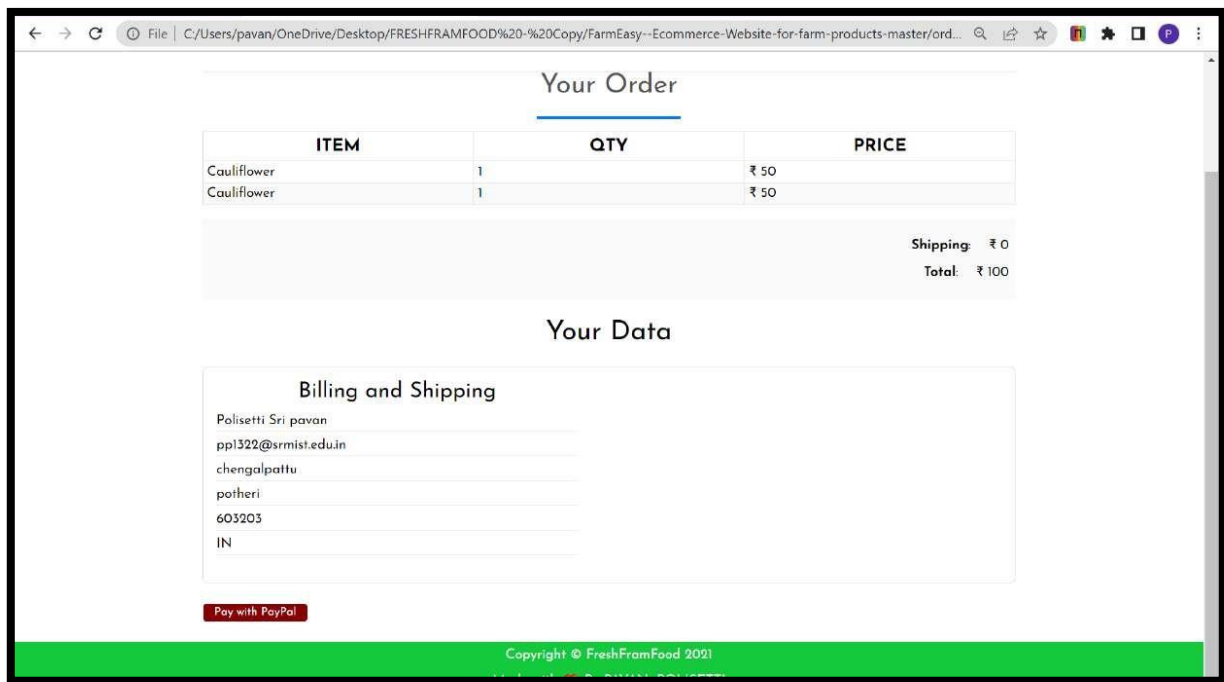 File | C:/Users/pavan/OneDrive/Desktop/FRESHFRAMFOOD%20-%20Copy/FarmEasy--Ecommerce-Website-for-farm-products-master/ord... P
Your Order
ITEM QTY PRICE
Cauliflower 1 ₹ 50
Cauliflower 1 ₹ 50
Shipping: ₹ 0
Total: ₹ 100
Your Data
Billing and Shipping
Polisetti Sri pavan
pp1322@srmist.edu.in
chengalpattu
potheri
603203
IN
Pay with PayPal
Copyright © FreshFramFood 2021